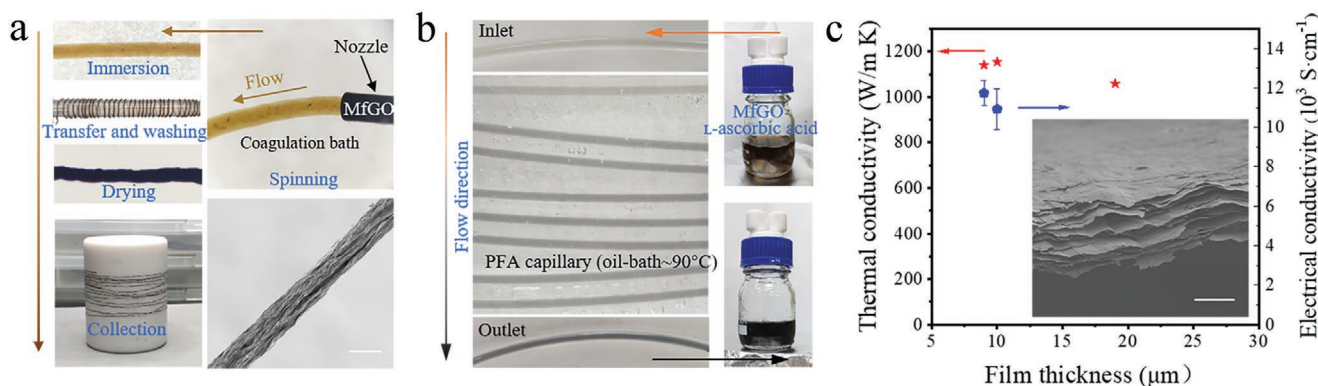 a
Immersion
Transfer and washing
Drying
Collection
Nozzle
Flow
MfGO
Coagulation bath
Spinning
b
Flow direction
Inlet
PFA capillary (oil-bath~90°C)
Outlet
MfGO
L-ascorbic acid
c
Thermal conductivity (W/m K)
1200
1000
800
600
400
200
0
5
10
15
20
25
30
Film thickness (μm)
14
12
10
8
6
4
2
0
Electrical conductivity (10³ S·cm⁻¹)